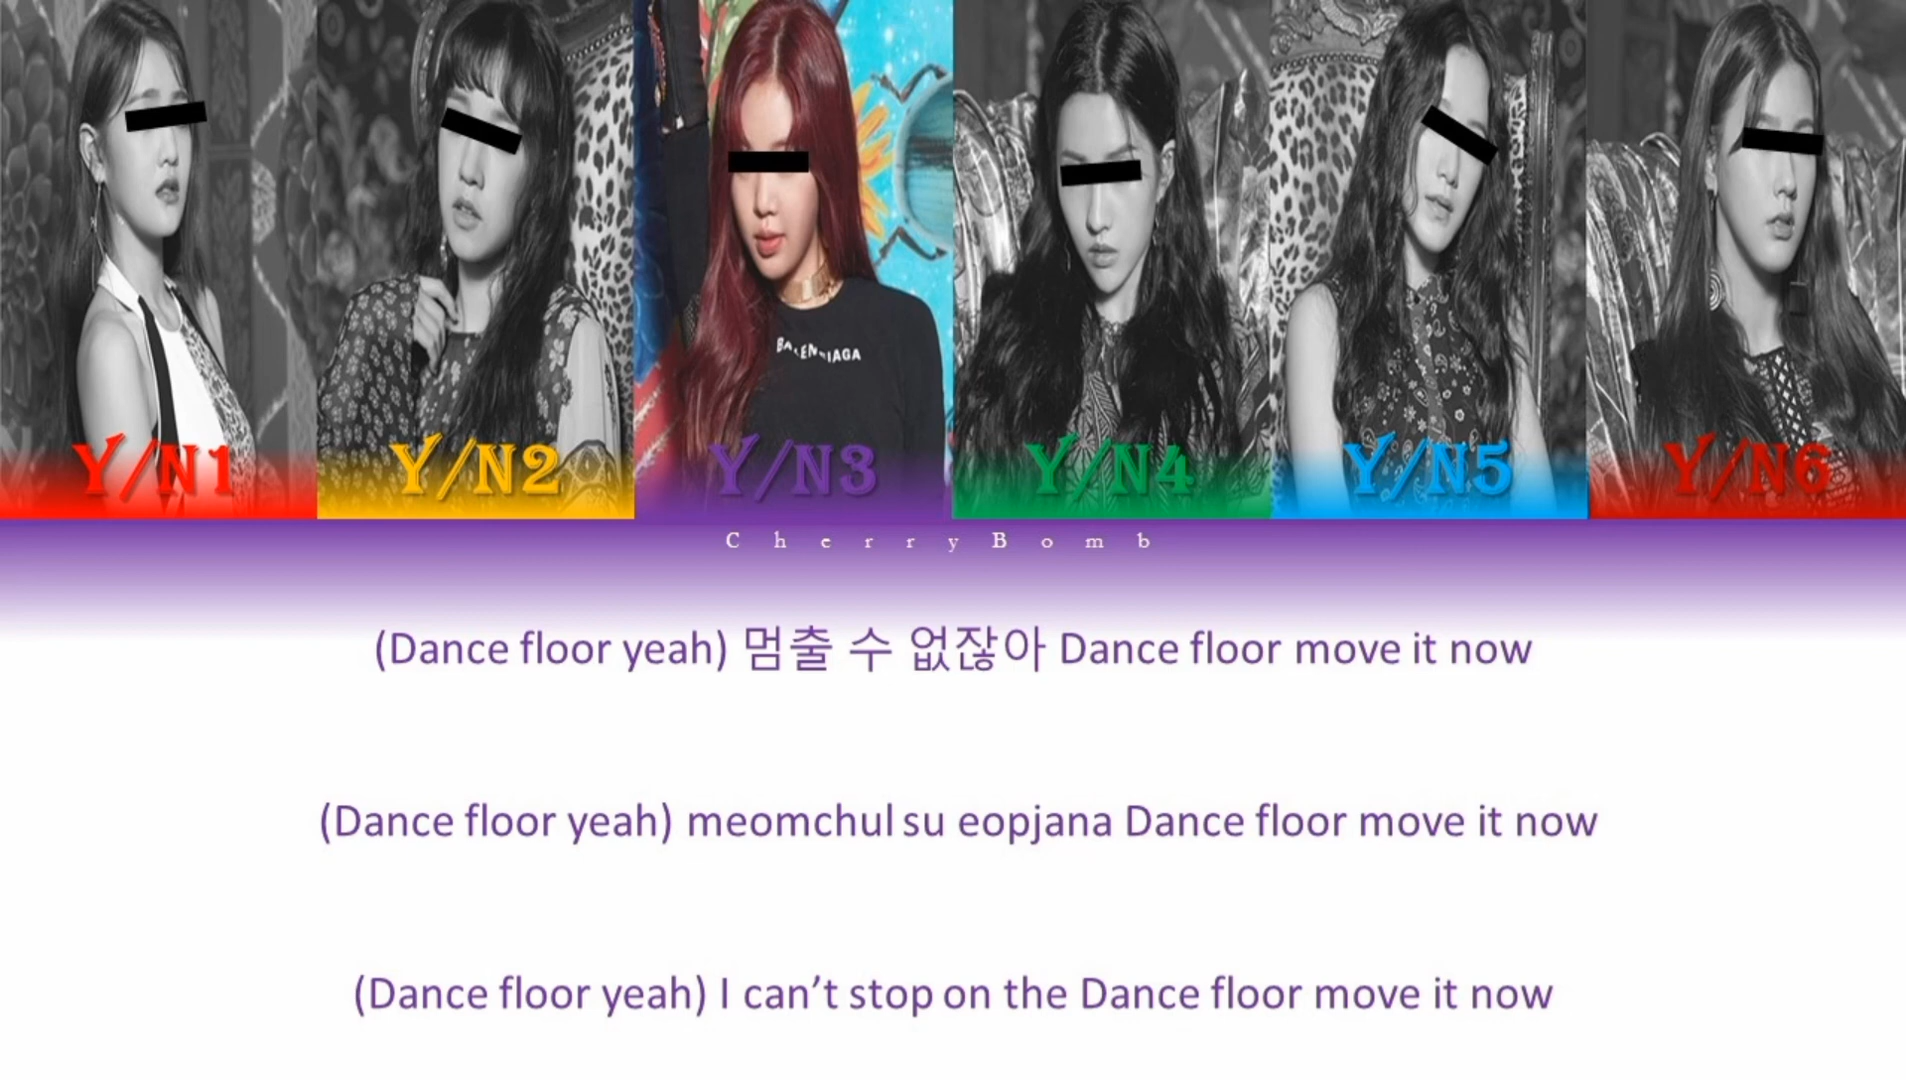 BALENCIAGA
Y/N1 Y/N2 Y/N3 Y/N4 Y/N5 Y/N6
CherryBomb
(Dance floor yeah) 멈출 수 없잖아 Dance floor move it now
(Dance floor yeah) meomchul su eopjana Dance floor move it now
(Dance floor yeah) I can’t stop on the Dance floor move it now